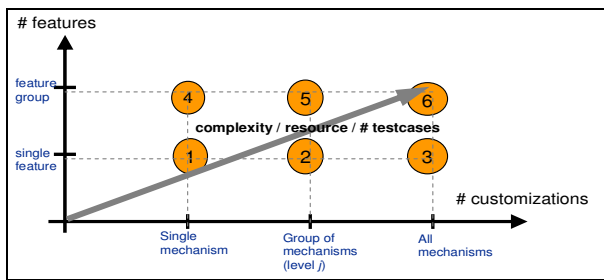 # features
feature
group
4
5
6
complexity / resource / # testcases
single
feature
1
2
3
# customizations
Single
mechanism
Group of
mechanisms
(level j)
All
mechanisms